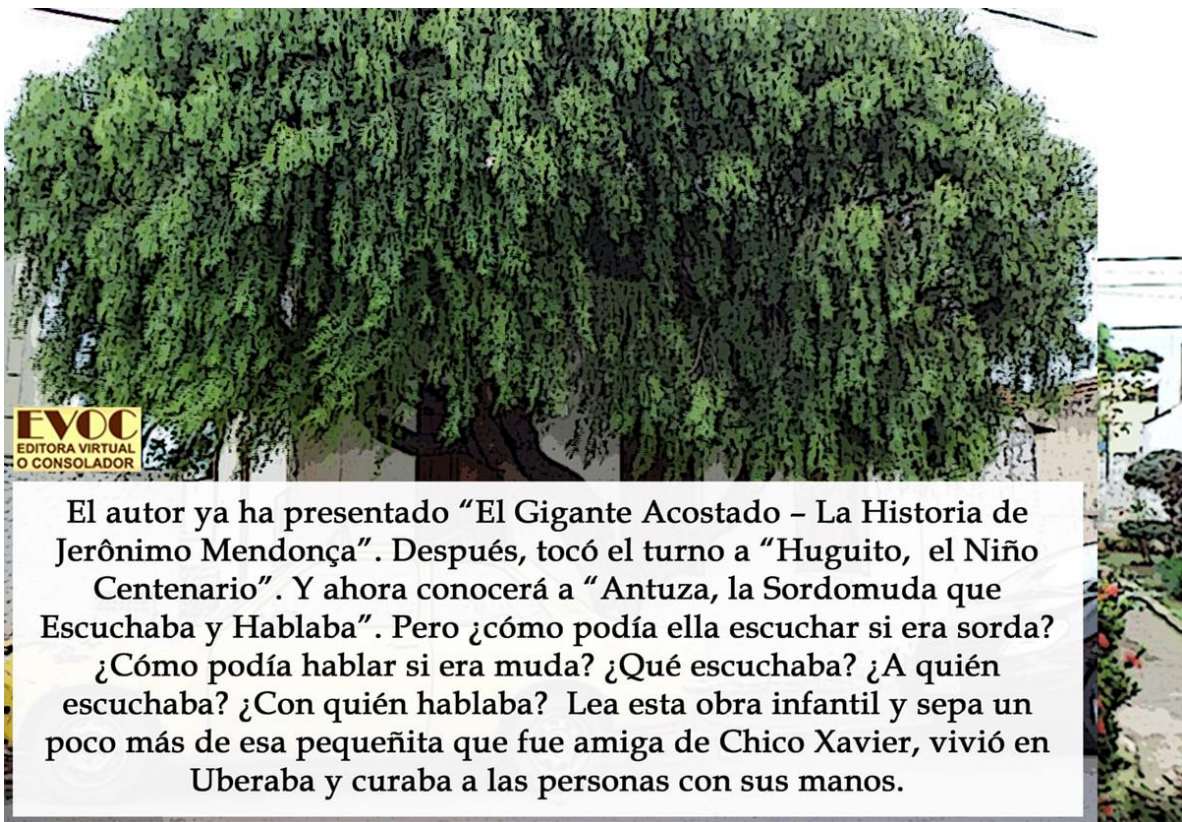 EVOC
EDITORA VIRTUAL
O CONSOLADOR
El autor ya ha presentado “El Gigante Acostado – La Historia de
Jerônimo Mendonça”. Después, tocó el turno a “Huguito, el Niño
Centenario”. Y ahora conocerá a “Antuza, la Sordomuda que
Escuchaba y Hablaba”. Pero ¿cómo podía ella escuchar si era sorda?
¿Cómo podía hablar si era muda? ¿Qué escuchaba? ¿A quién
escuchaba? ¿Con quién hablaba? Lea esta obra infantil y sepa un
poco más de esa pequeñita que fue amiga de Chico Xavier, vivió en
Uberaba y curaba a las personas con sus manos.